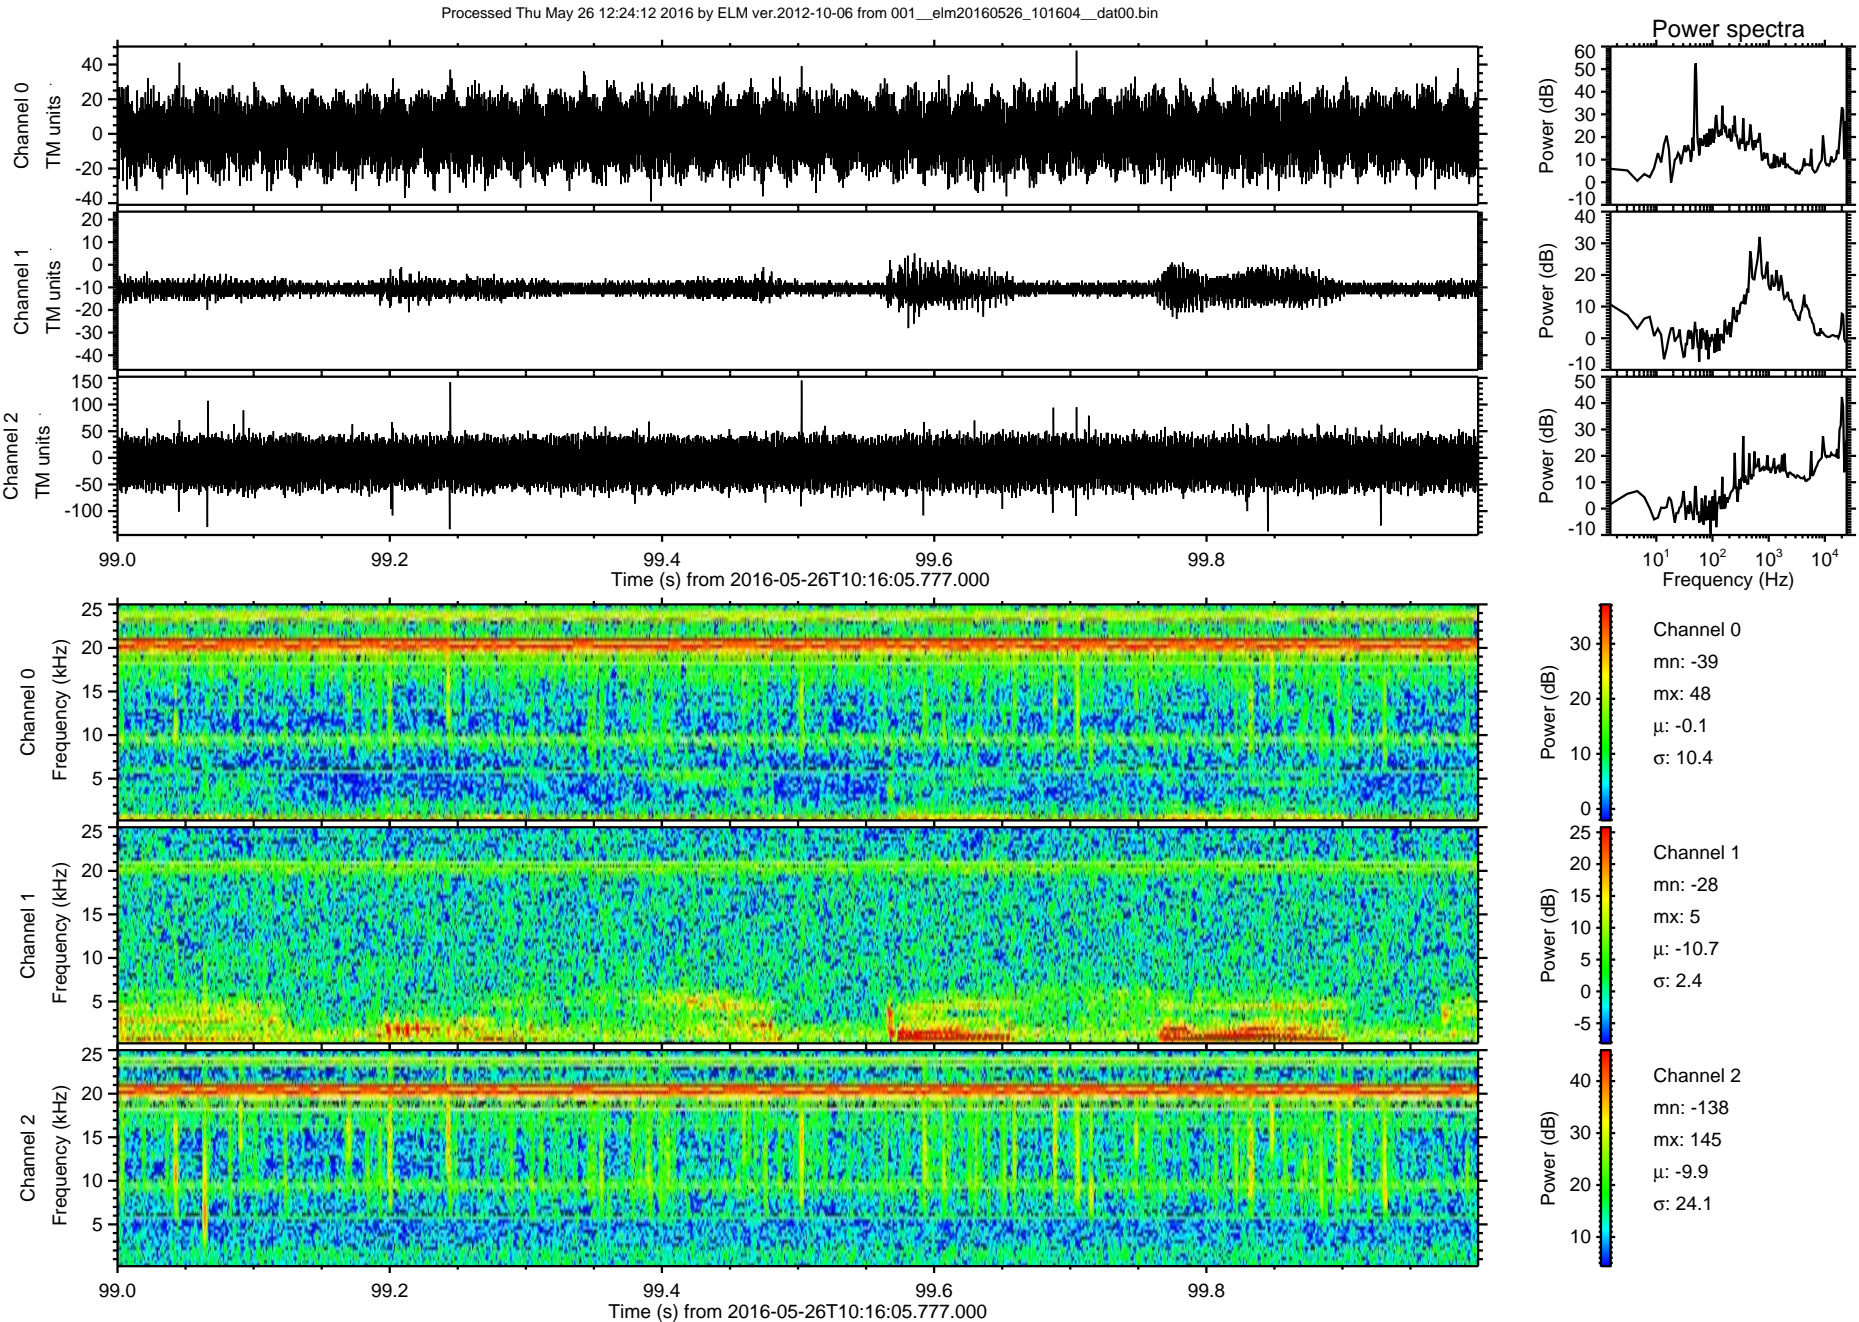 Processed Thu May 26 12:24:12 2016 by ELM ver.2012-10-06 from 001__elm20160526_101604__dat00.bin
Power spectra
Channel 0
TM units
40
20
0
-20
-40
Power (dB)
60
50
40
30
20
10
0
-10
Channel 1
TM units
20
10
0
-10
-20
-30
-40
Power (dB)
40
30
20
10
0
-10
Channel 2
TM units
150
100
50
0
-50
-100
Power (dB)
50
40
30
20
10
0
-10
99.0 99.2 99.4 99.6 99.8
Time (s) from 2016-05-26T10:16:05.777.000
10¹ 10² 10³ 10⁴
Frequency (Hz)
Channel 0
Frequency (kHz)
25
20
15
10
5
Power (dB)
30
20
10
0
Channel 0
mn: -39
mx: 48
μ: -0.1
σ: 10.4
Channel 1
Frequency (kHz)
25
20
15
10
5
Power (dB)
25
20
15
10
5
0
-5
Channel 1
mn: -28
mx: 5
μ: -10.7
σ: 2.4
Channel 2
Frequency (kHz)
25
20
15
10
5
Power (dB)
40
30
20
10
Channel 2
mn: -138
mx: 145
μ: -9.9
σ: 24.1
99.0 99.2 99.4 99.6 99.8
Time (s) from 2016-05-26T10:16:05.777.000